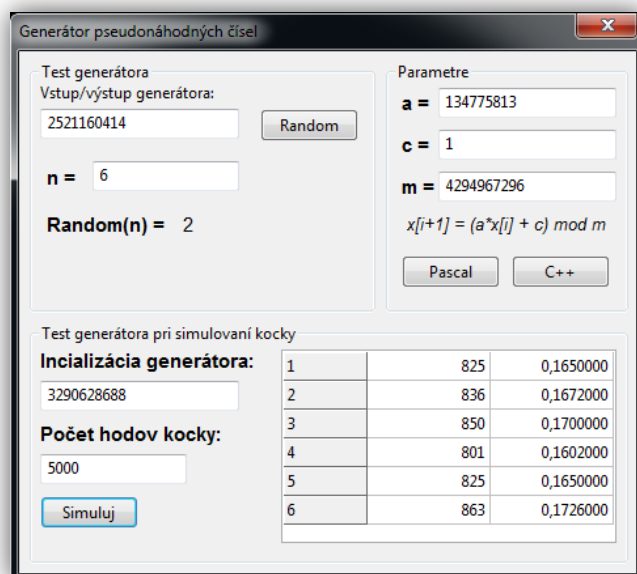 Generátor pseudonáhodných čísel
Test generátora
Vstup/výstup generátora:
2521160414
Random
n = 6
Random(n) = 2
Parametre
a = 134775813
c = 1
m = 4294967296
x[i+1] = (a*x[i] + c) mod m
Pascal C++
Test generátora pri simulovaní kocky
Incializácia generátora:
3290628688
Počet hodov kocky:
5000
Simuluj
1 825 0,1650000
2 836 0,1672000
3 850 0,1700000
4 801 0,1602000
5 825 0,1650000
6 863 0,1726000